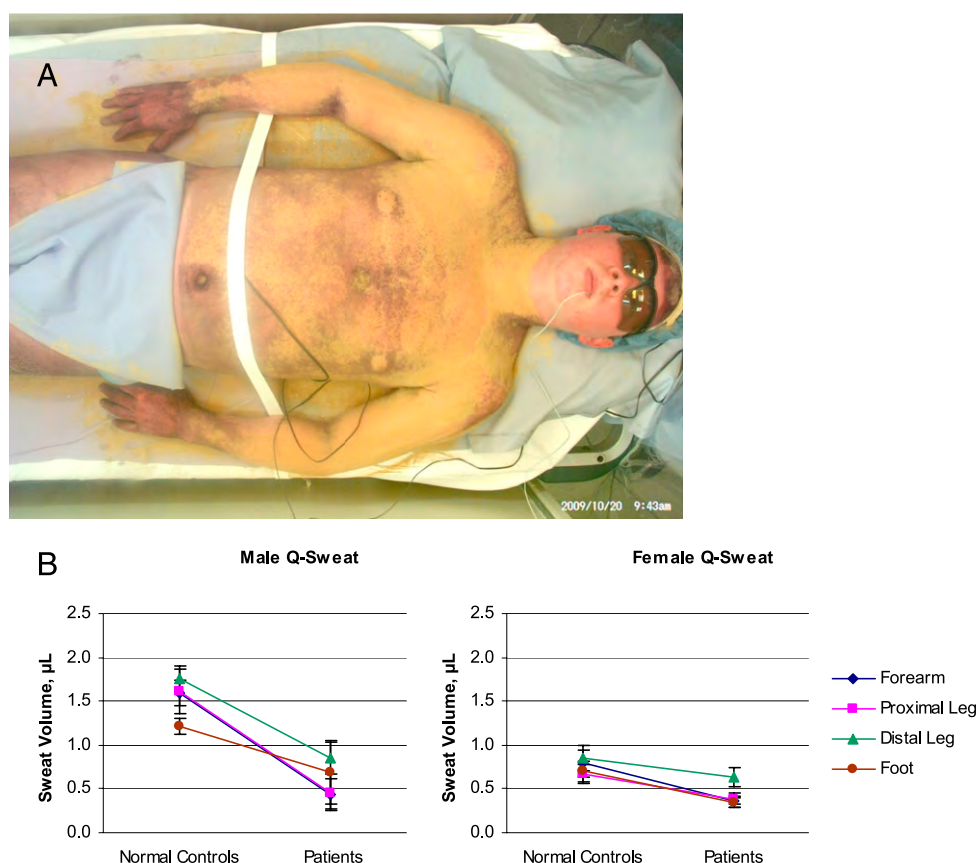 A
2009/10/20 9:43am
B
Male Q-Sweat
Female Q-Sweat
Sweat Volume, µL
2.5
2.0
1.5
1.0
0.5
0.0
Normal Controls Patients
Sweat Volume, µL
2.5
2.0
1.5
1.0
0.5
0.0
Normal Controls Patients
Forearm
Proximal Leg
Distal Leg
Foot